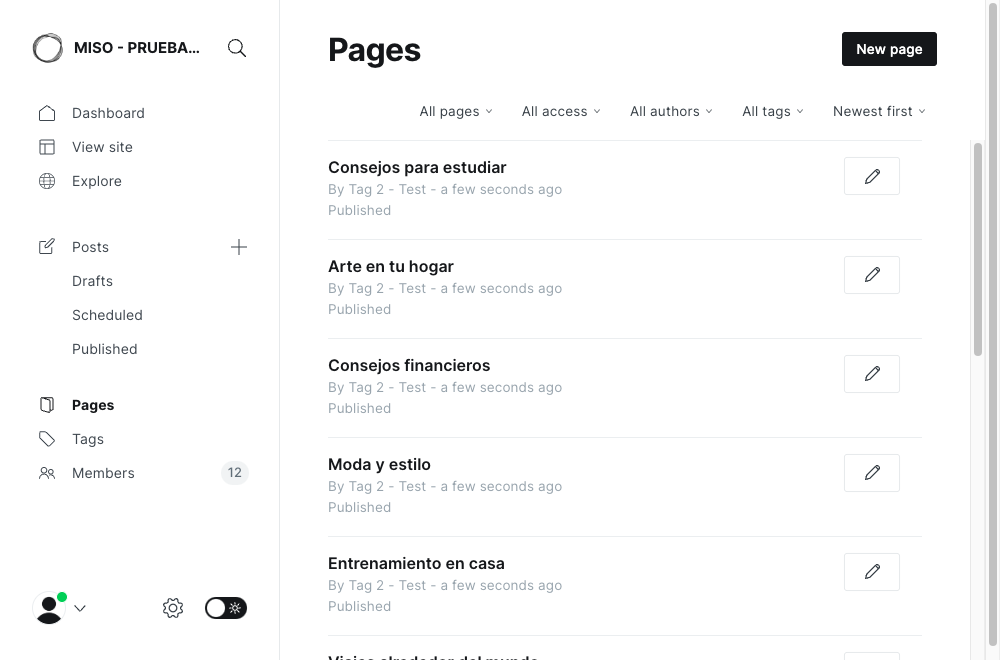 MISO - PRUEBA...
Dashboard
View site
Explore
Posts
Drafts
Scheduled
Published
Pages
Tags
Members 12
Pages
New page
All pages All access All authors All tags Newest first
Consejos para estudiar
By Tag 2 - Test - a few seconds ago
Published
Arte en tu hogar
By Tag 2 - Test - a few seconds ago
Published
Consejos financieros
By Tag 2 - Test - a few seconds ago
Published
Moda y estilo
By Tag 2 - Test - a few seconds ago
Published
Entrenamiento en casa
By Tag 2 - Test - a few seconds ago
Published
Viajes alrededor del mundo